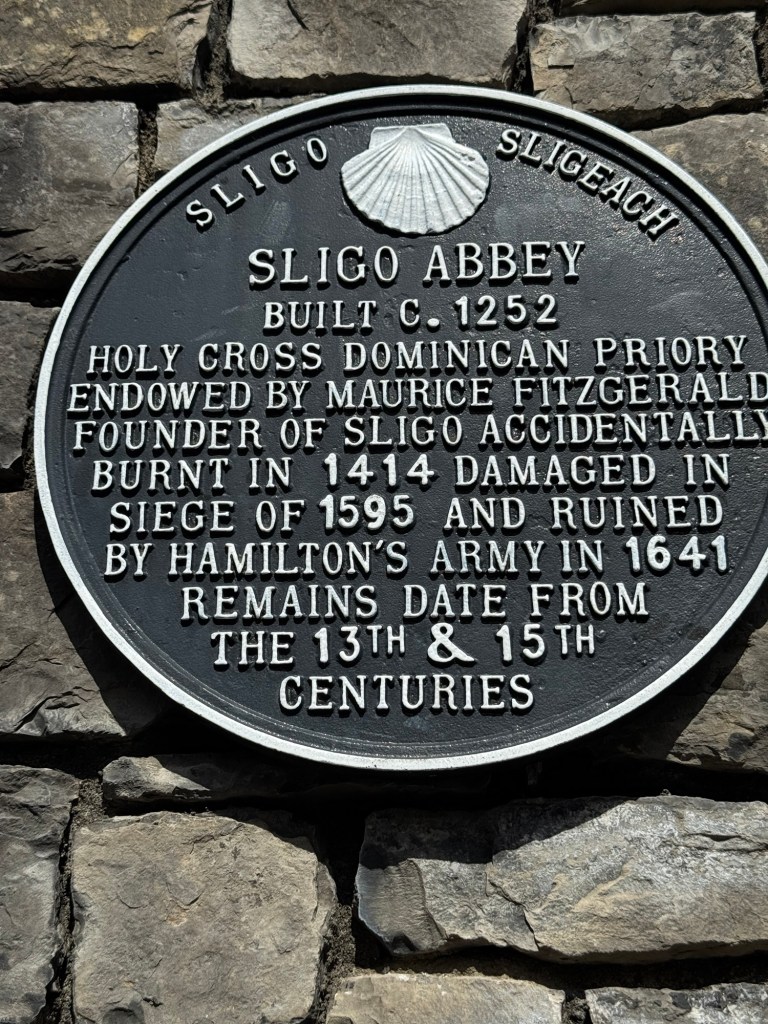 SLIGO SLIGEACH
SLIGO ABBEY
BUILT C. 1252
HOLY CROSS DOMINICAN PRIORY
ENDOWED BY MAURICE FITZGERALD
FOUNDER OF SLIGO ACCIDENTALLY
BURNT IN 1414 DAMAGED IN
SIEGE OF 1595 AND RUINED
BY HAMILTON'S ARMY IN 1641
REMAINS DATE FROM
THE 13TH & 15TH
CENTURIES